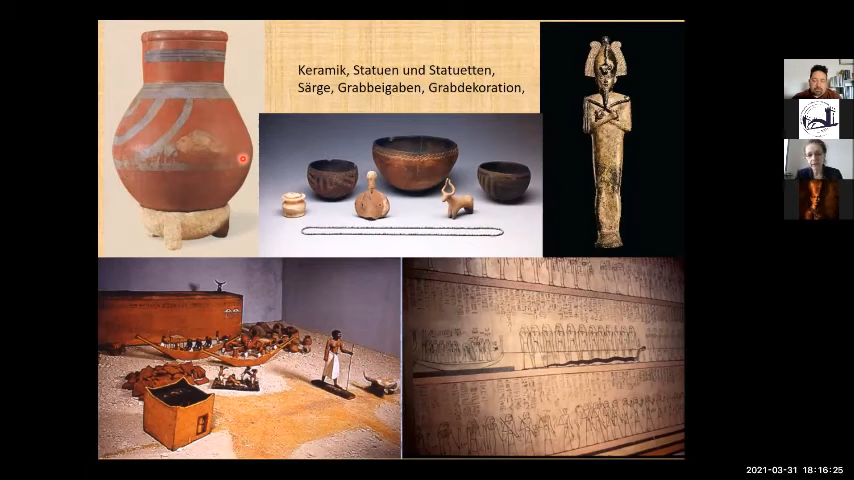 Keramik, Statuen und Statuetten,
Särge, Grabbeigaben, Grabdekoration,
2021-03-31 18:16:25